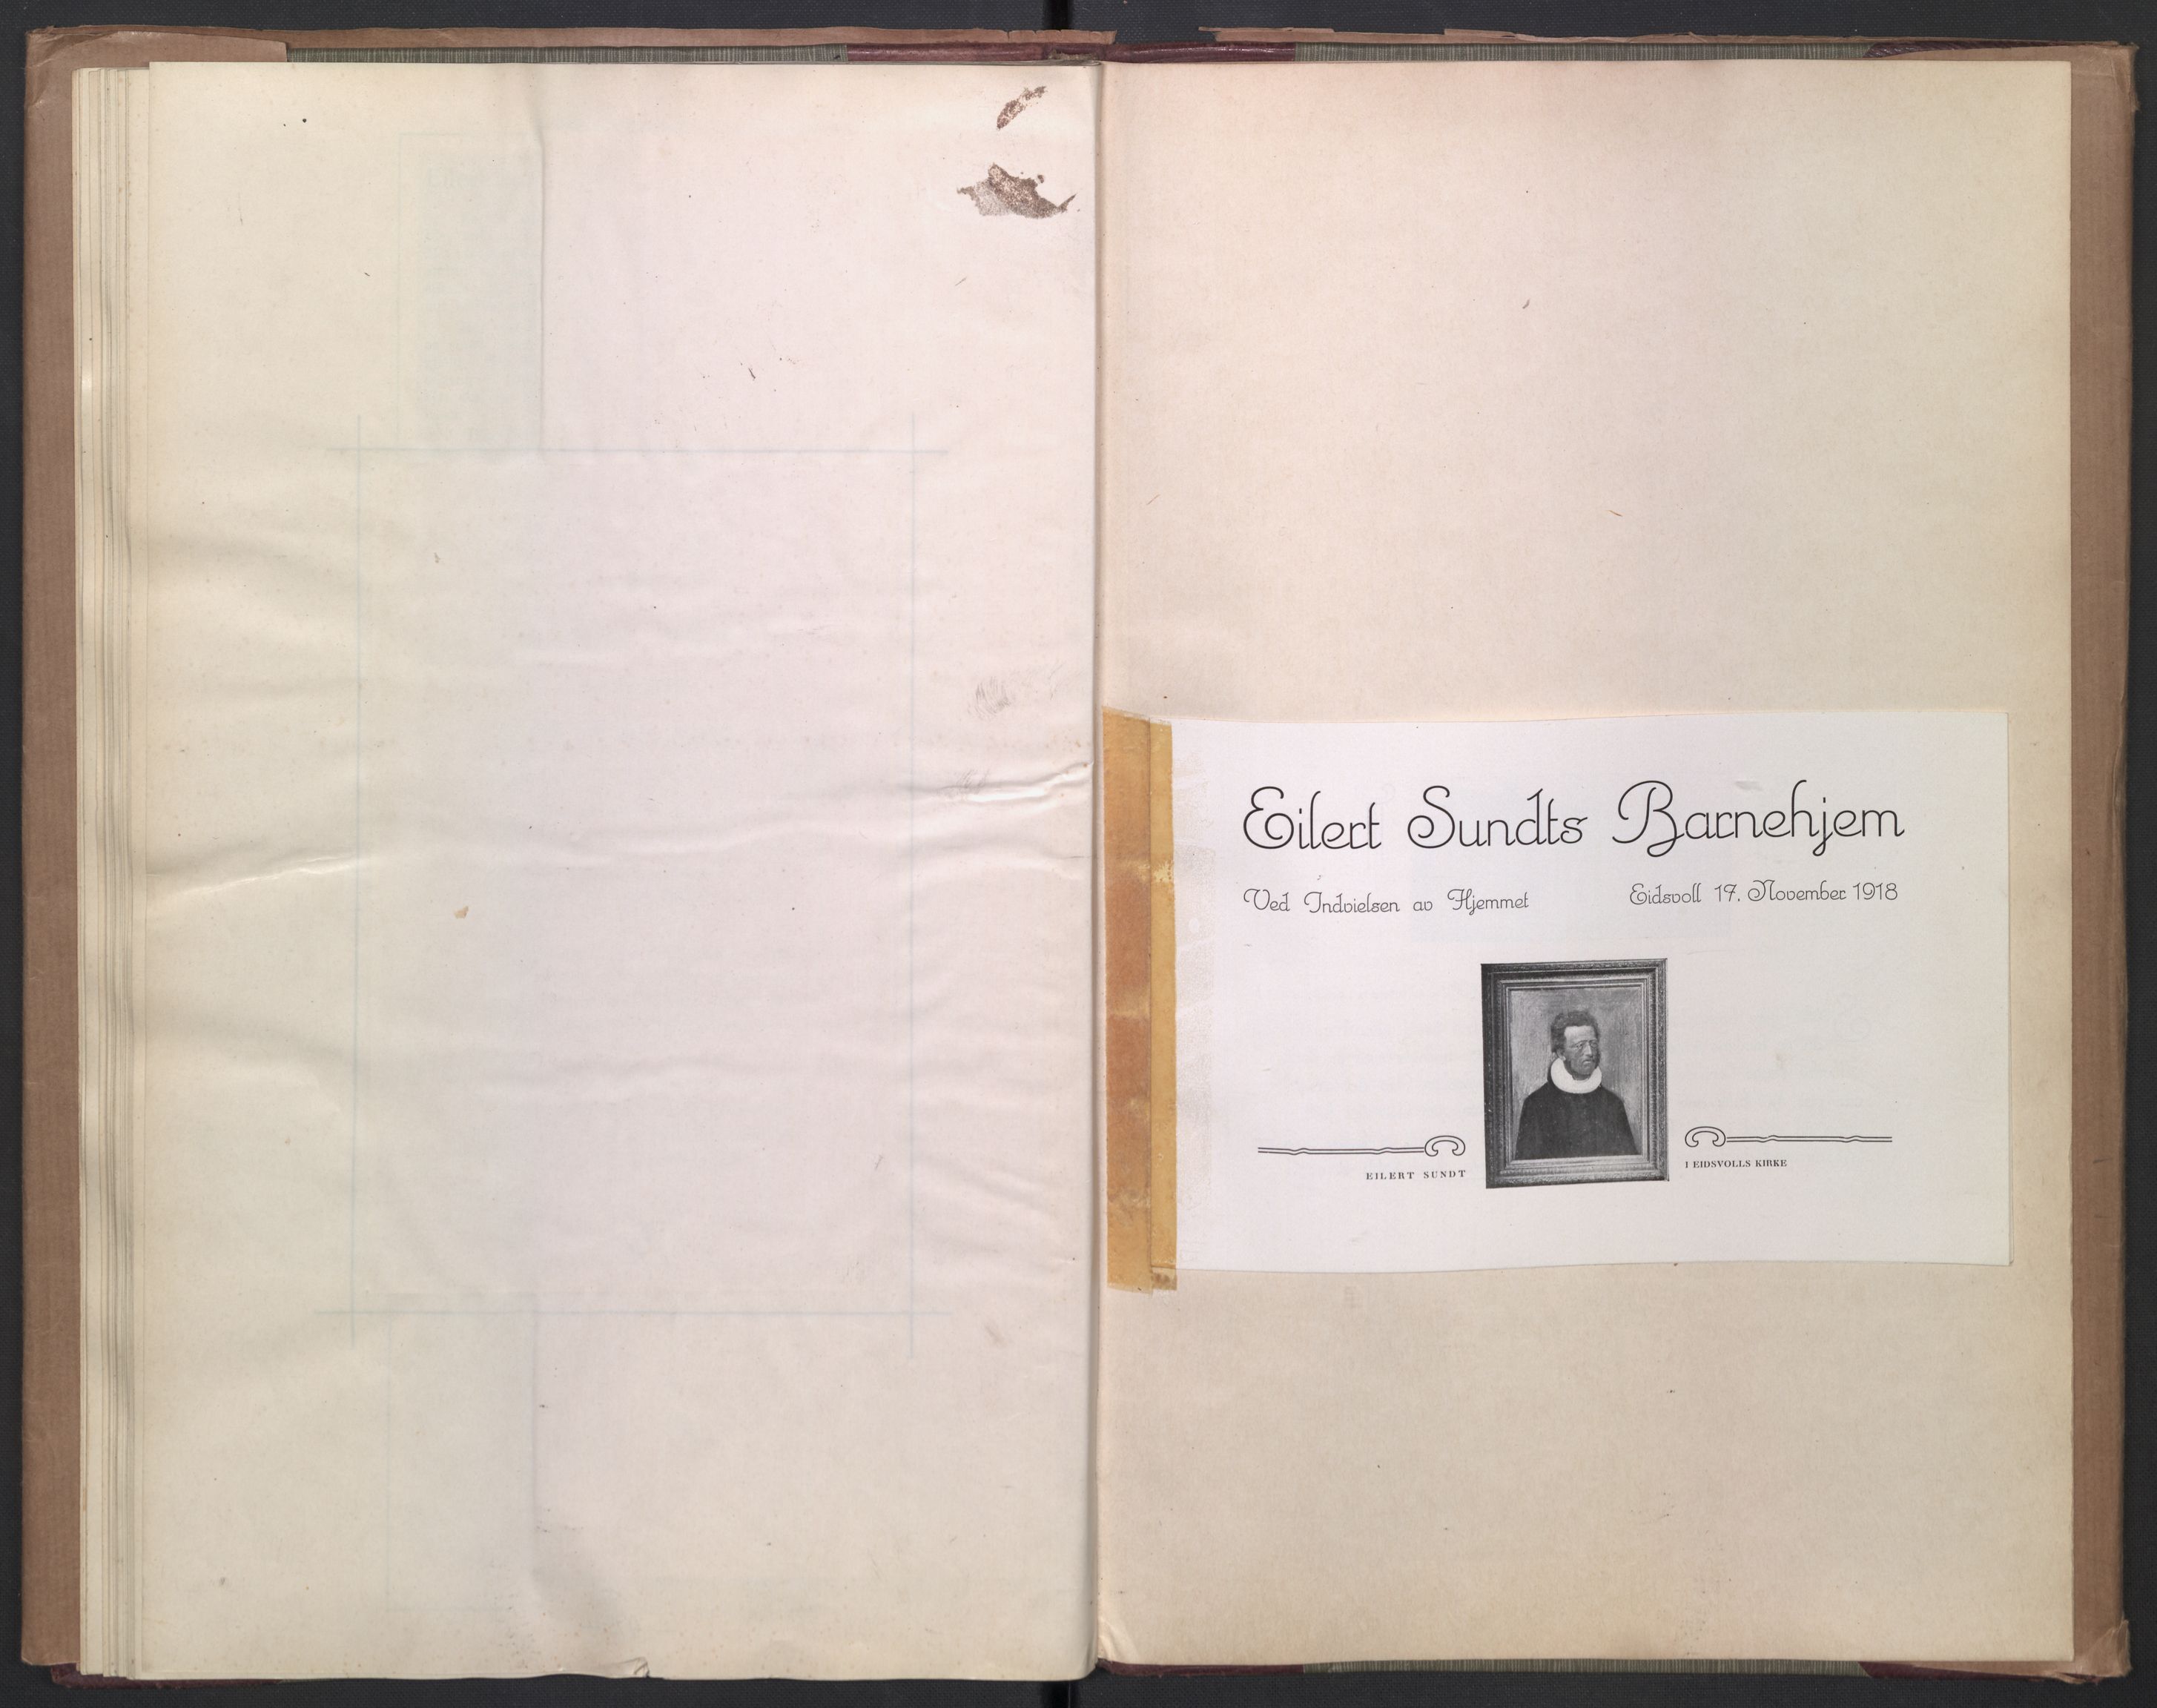 Eilert Sundts Barnehjem
Ved Indvielsen av Hjemmet Eidsvoll 17. November 1918
EILERT SUNDT I EIDSVOLLS KIRKE